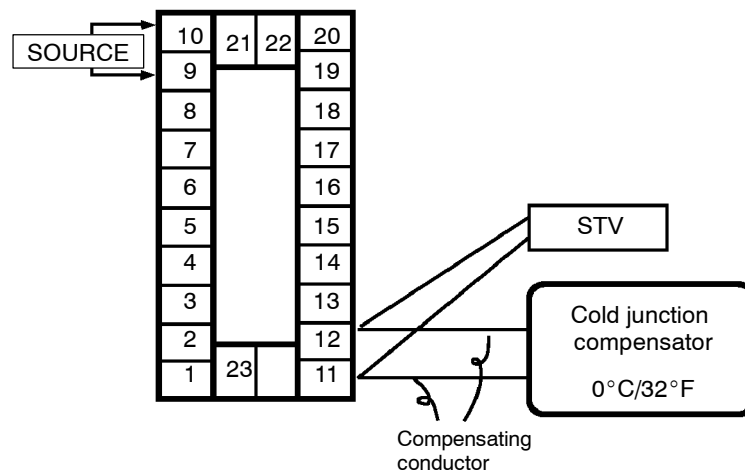 10 21 22 20
SOURCE
9 19
8 18
7 17
6 16
5 15
STV
4 14
3 13
Cold junction
2 12
compensator
1 23 11
0°C/32°F
Compensating
conductor